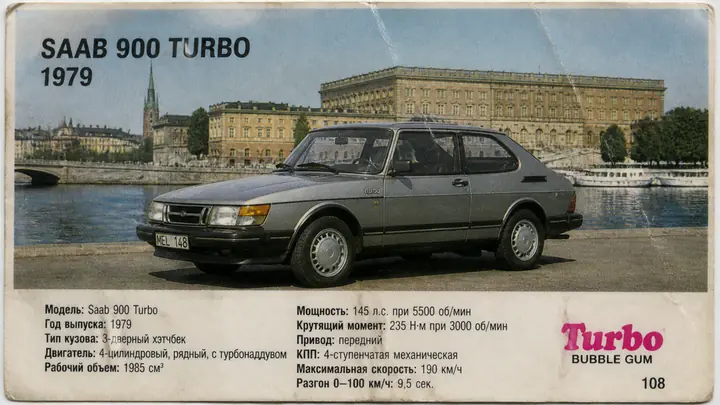 SAAB 900 TURBO
1979
MEL 148
Модель: Saab 900 Turbo
Год выпуска: 1979
Тип кузова: 3-дверный хэтчбек
Двигатель: 4-цилиндровый, рядный, с турбонаддувом
Рабочий объем: 1985 см³
Мощность: 145 л.с. при 5500 об/мин
Крутящий момент: 235 Н·м при 3000 об/мин
Привод: передний
КПП: 4-ступенчатая механическая
Максимальная скорость: 190 км/ч
Разгон 0–100 км/ч: 9,5 сек.
Turbo
BUBBLE GUM
108